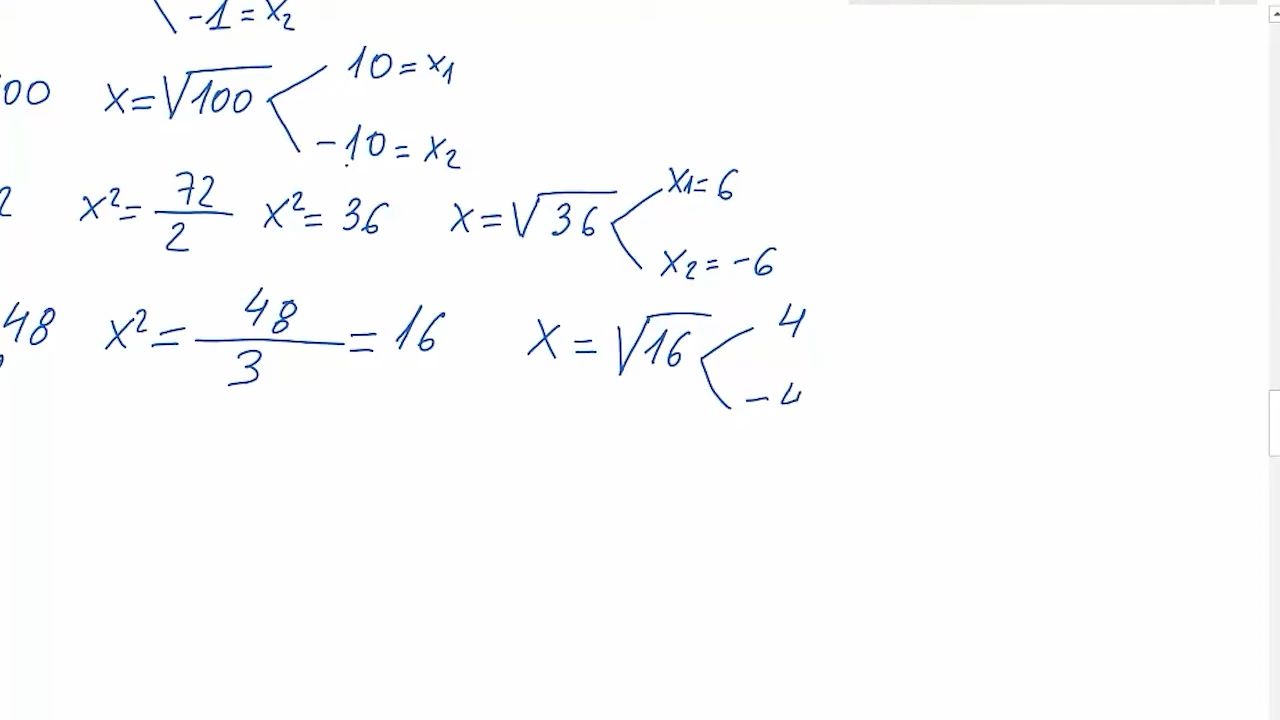 -1 = x₂
00 x = √100 10 = x₁
-10 = x₂
2 x² = 72/2 x² = 36 x = √36 x₁ = 6
x₂ = -6
48 x² = 48/3 = 16 x = √16 4
-4